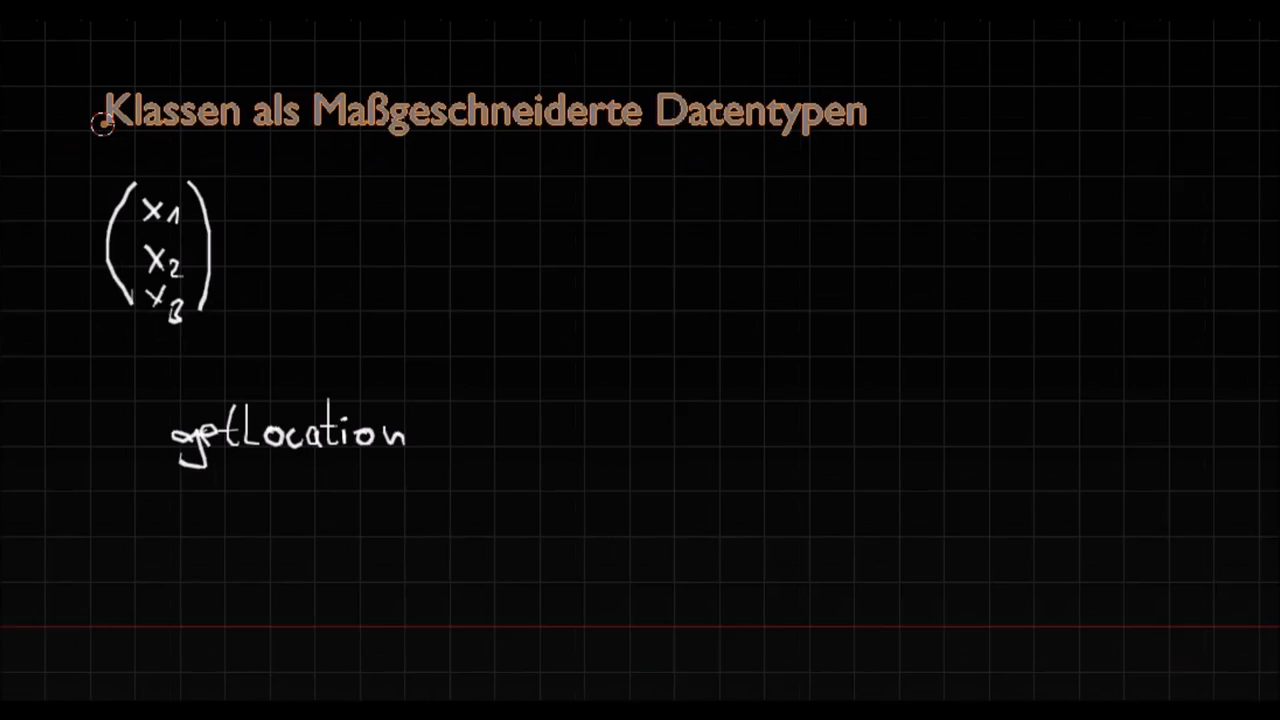 Klassen als Maßgeschneiderte Datentypen
x1
x2
x3
getLocation